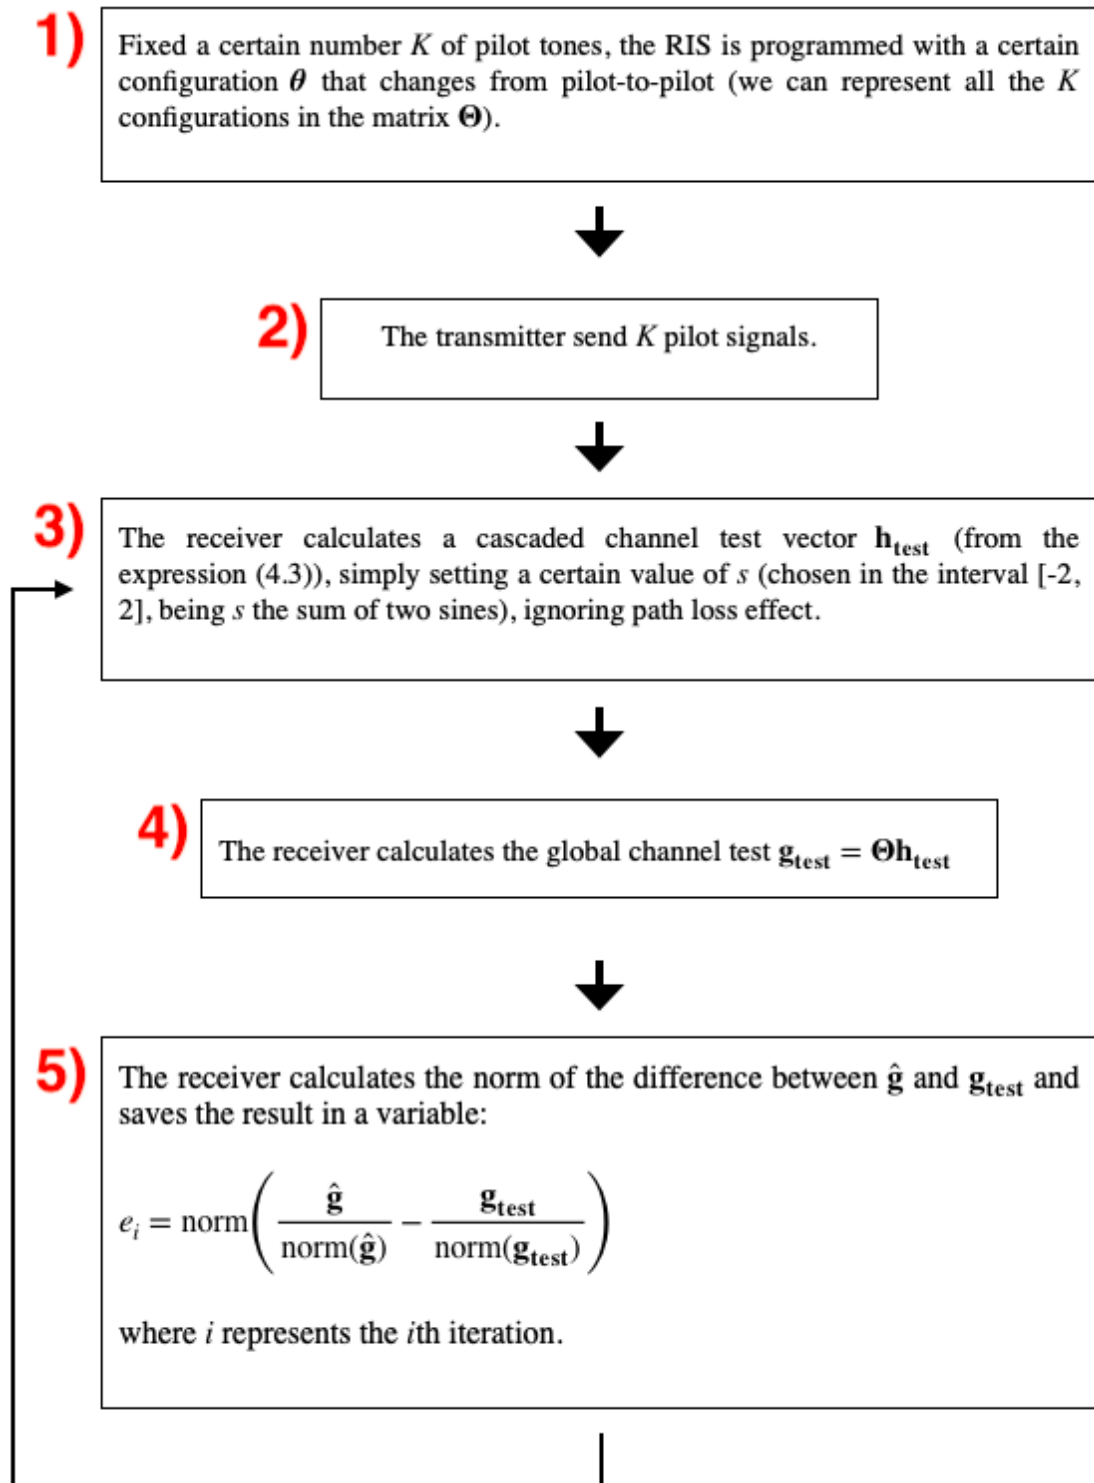 1)
Fixed a certain number K of pilot tones, the RIS is programmed with a certain
configuration θ that changes from pilot-to-pilot (we can represent all the K
configurations in the matrix Θ).
2)
The transmitter send K pilot signals.
3)
The receiver calculates a cascaded channel test vector h_test (from the
expression (4.3)), simply setting a certain value of s (chosen in the interval [-2,
2], being s the sum of two sines), ignoring path loss effect.
4)
The receiver calculates the global channel test g_test = Θh_test
5)
The receiver calculates the norm of the difference between ĝ and g_test and
saves the result in a variable:
e_i = norm( ĝ / norm(ĝ) − g_test / norm(g_test) )
where i represents the ith iteration.